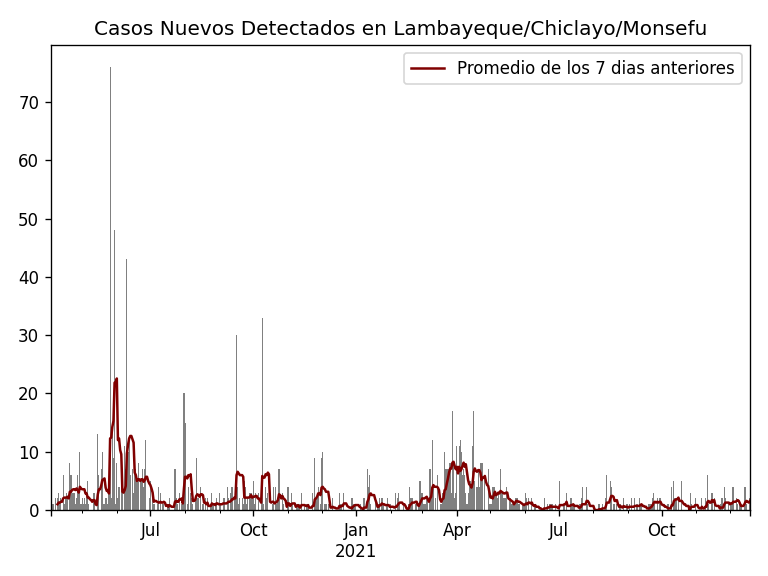 Casos Nuevos Detectados en Lambayeque/Chiclayo/Monsefu
Promedio de los 7 dias anteriores
70
60
50
40
30
20
10
0
Jul
Oct
Jan
2021
Apr
Jul
Oct